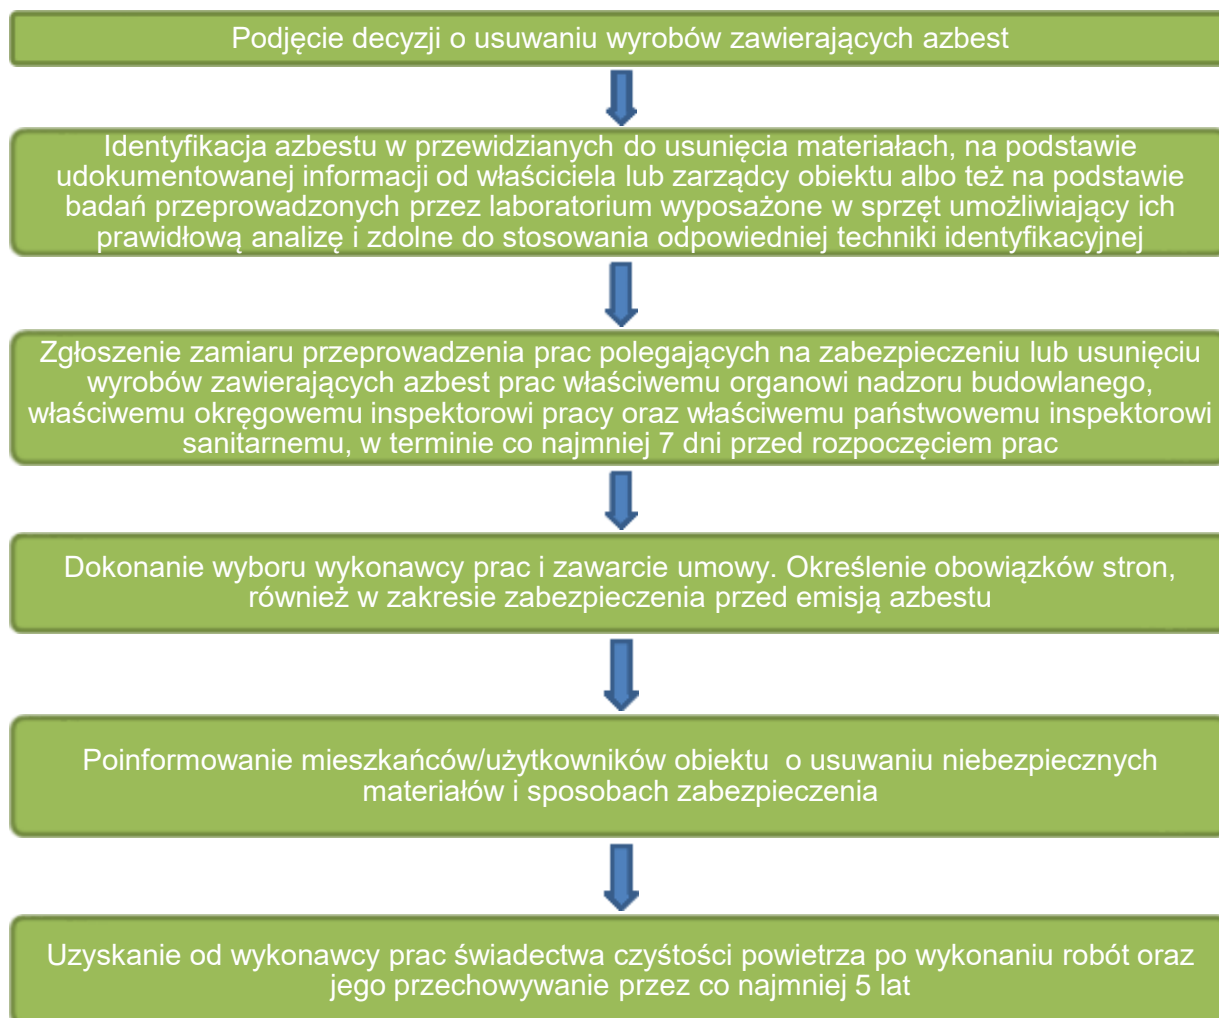 Podjęcie decyzji o usuwaniu wyrobów zawierających azbest
Identyfikacja azbestu w przewidzianych do usunięcia materiałach, na podstawie
udokumentowanej informacji od właściciela lub zarządcy obiektu albo też na podstawie
badań przeprowadzonych przez laboratorium wyposażone w sprzęt umożliwiający ich
prawidłową analizę i zdolne do stosowania odpowiedniej techniki identyfikacyjnej
Zgłoszenie zamiaru przeprowadzenia prac polegających na zabezpieczeniu lub usunięciu
wyrobów zawierających azbest prac właściwemu organowi nadzoru budowlanego,
właściwemu okręgowemu inspektorowi pracy oraz właściwemu państwowemu inspektorowi
sanitarnemu, w terminie co najmniej 7 dni przed rozpoczęciem prac
Dokonanie wyboru wykonawcy prac i zawarcie umowy. Określenie obowiązków stron,
również w zakresie zabezpieczenia przed emisją azbestu
Poinformowanie mieszkańców/użytkowników obiektu o usuwaniu niebezpiecznych
materiałów i sposobach zabezpieczenia
Uzyskanie od wykonawcy prac świadectwa czyśtości powietrza po wykonaniu robót oraz
jego przechowywanie przez co najmniej 5 lat